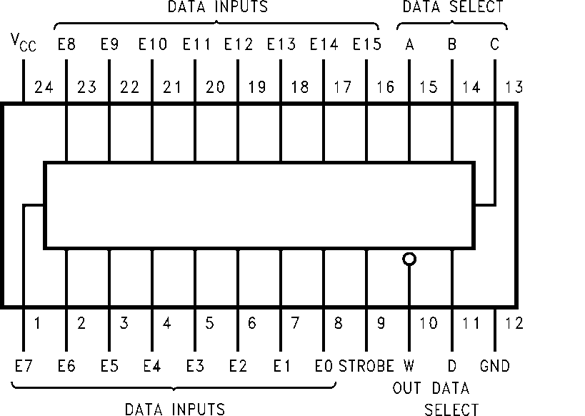 DATA INPUTS DATA SELECT
VCC E8 E9 E10 E11 E12 E13 E14 E15 A B C
24 23 22 21 20 19 18 17 16 15 14 13
1 2 3 4 5 6 7 8 9 10 11 12
E7 E6 E5 E4 E3 E2 E1 E0 STROBE W D GND
OUT DATA
DATA INPUTS SELECT